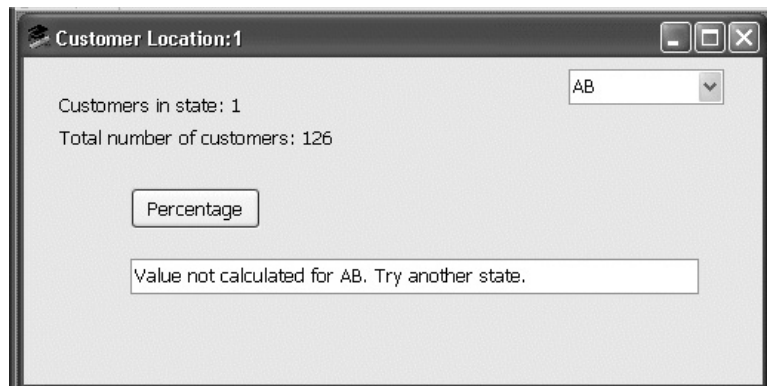 Customer Location:1
AB
Customers in state: 1
Total number of customers: 126
Percentage
Value not calculated for AB. Try another state.